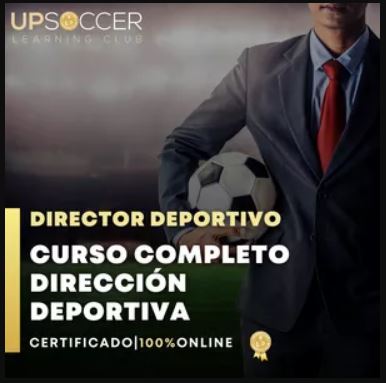 UPSOCCER
LEARNING CLUB
DIRECTOR DEPORTIVO
CURSO COMPLETO
DIRECCIÓN
DEPORTIVA
CERTIFICADO|100%ONLINE